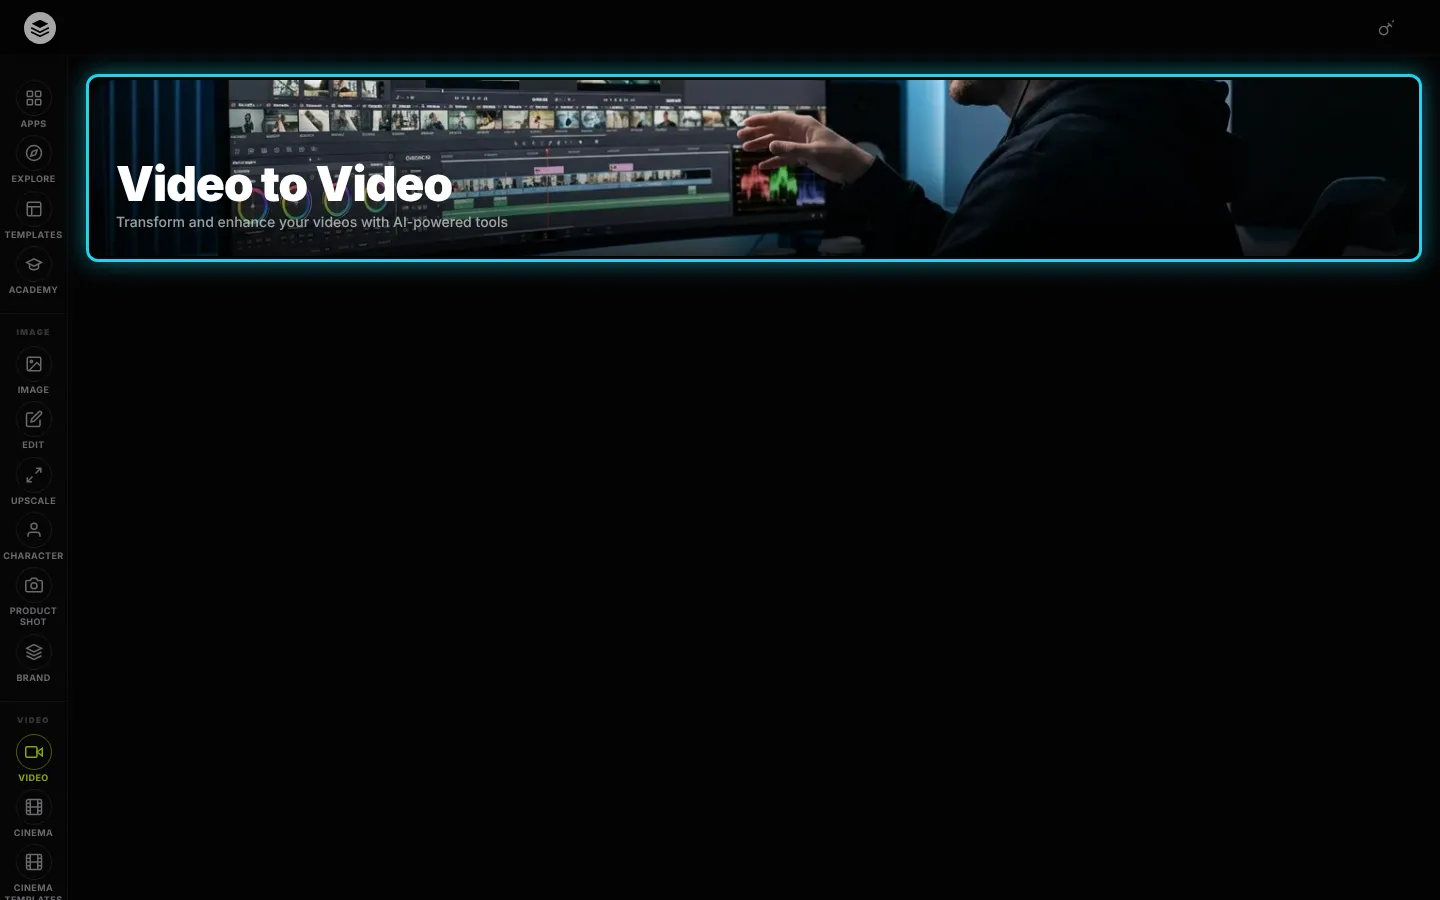 APPS
EXPLORE
TEMPLATES
ACADEMY
IMAGE
IMAGE
EDIT
UPSCALE
CHARACTER
PRODUCT
SHOT
BRAND
VIDEO
VIDEO
CINEMA
CINEMA
TEMPLATES
Video to Video
Transform and enhance your videos with AI-powered tools